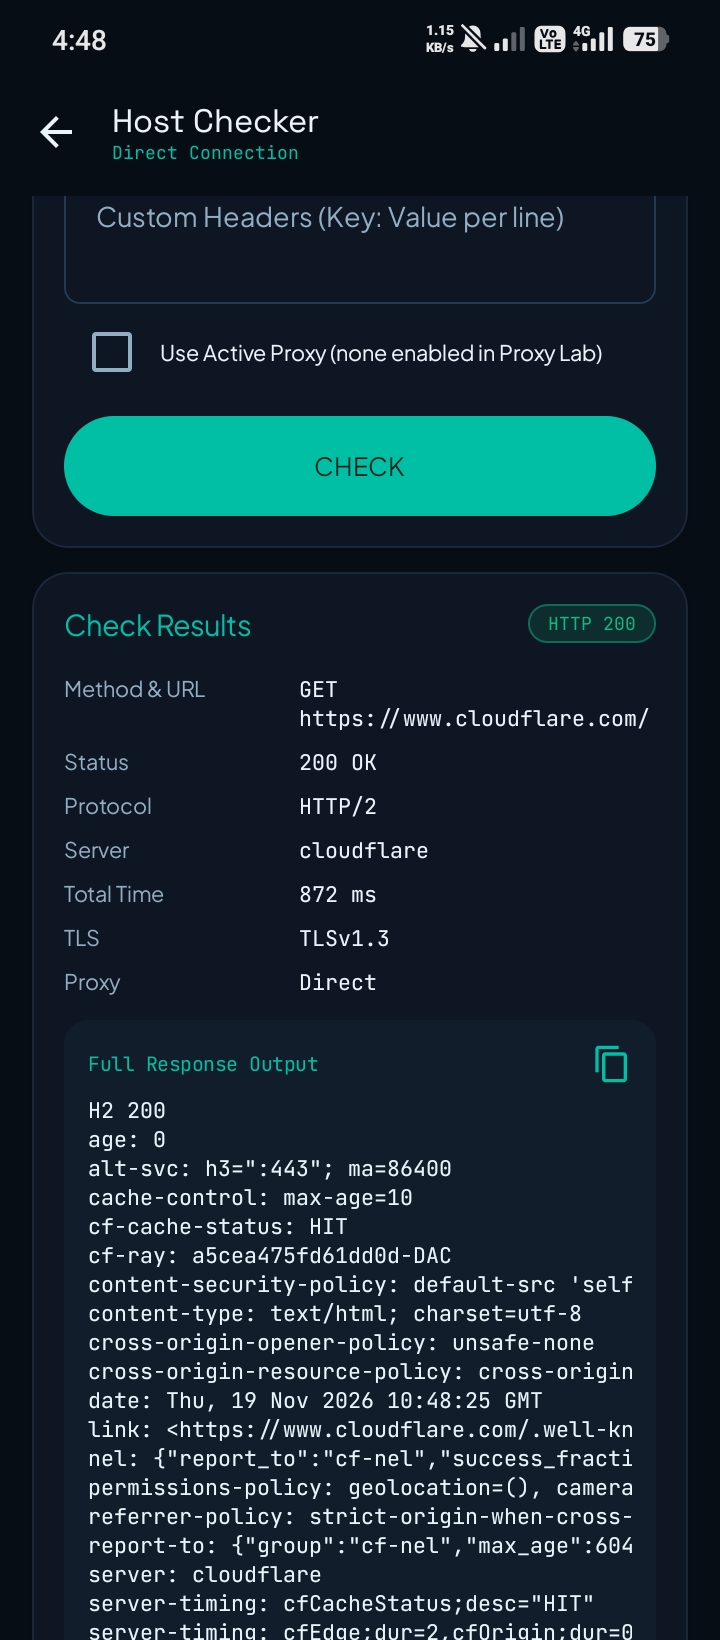 4:48
1.15
KB/s
Vo
LTE
4G
75
Host Checker
Direct Connection
Custom Headers (Key: Value per line)
Use Active Proxy (none enabled in Proxy Lab)
CHECK
Check Results
HTTP 200
Method & URL
GET
https://www.cloudflare.com/
Status
200 OK
Protocol
HTTP/2
Server
cloudflare
Total Time
872 ms
TLS
TLSv1.3
Proxy
Direct
Full Response Output
H2 200
age: 0
alt-svc: h3=":443"; ma=86400
cache-control: max-age=10
cf-cache-status: HIT
cf-ray: a5cea475fd61dd0d-DAC
content-security-policy: default-src 'self
content-type: text/html; charset=utf-8
cross-origin-opener-policy: unsafe-none
cross-origin-resource-policy: cross-origin
date: Thu, 19 Nov 2026 10:48:25 GMT
link: <https://www.cloudflare.com/.well-kn
nel: {"report_to":"cf-nel","success_fracti
permissions-policy: geolocation=(), camera
referrer-policy: strict-origin-when-cross-
report-to: {"group":"cf-nel","max_age":604
server: cloudflare
server-timing: cfCacheStatus;desc="HIT"
server-timing: cfEdge;dur=2,cfOrigin;dur=0